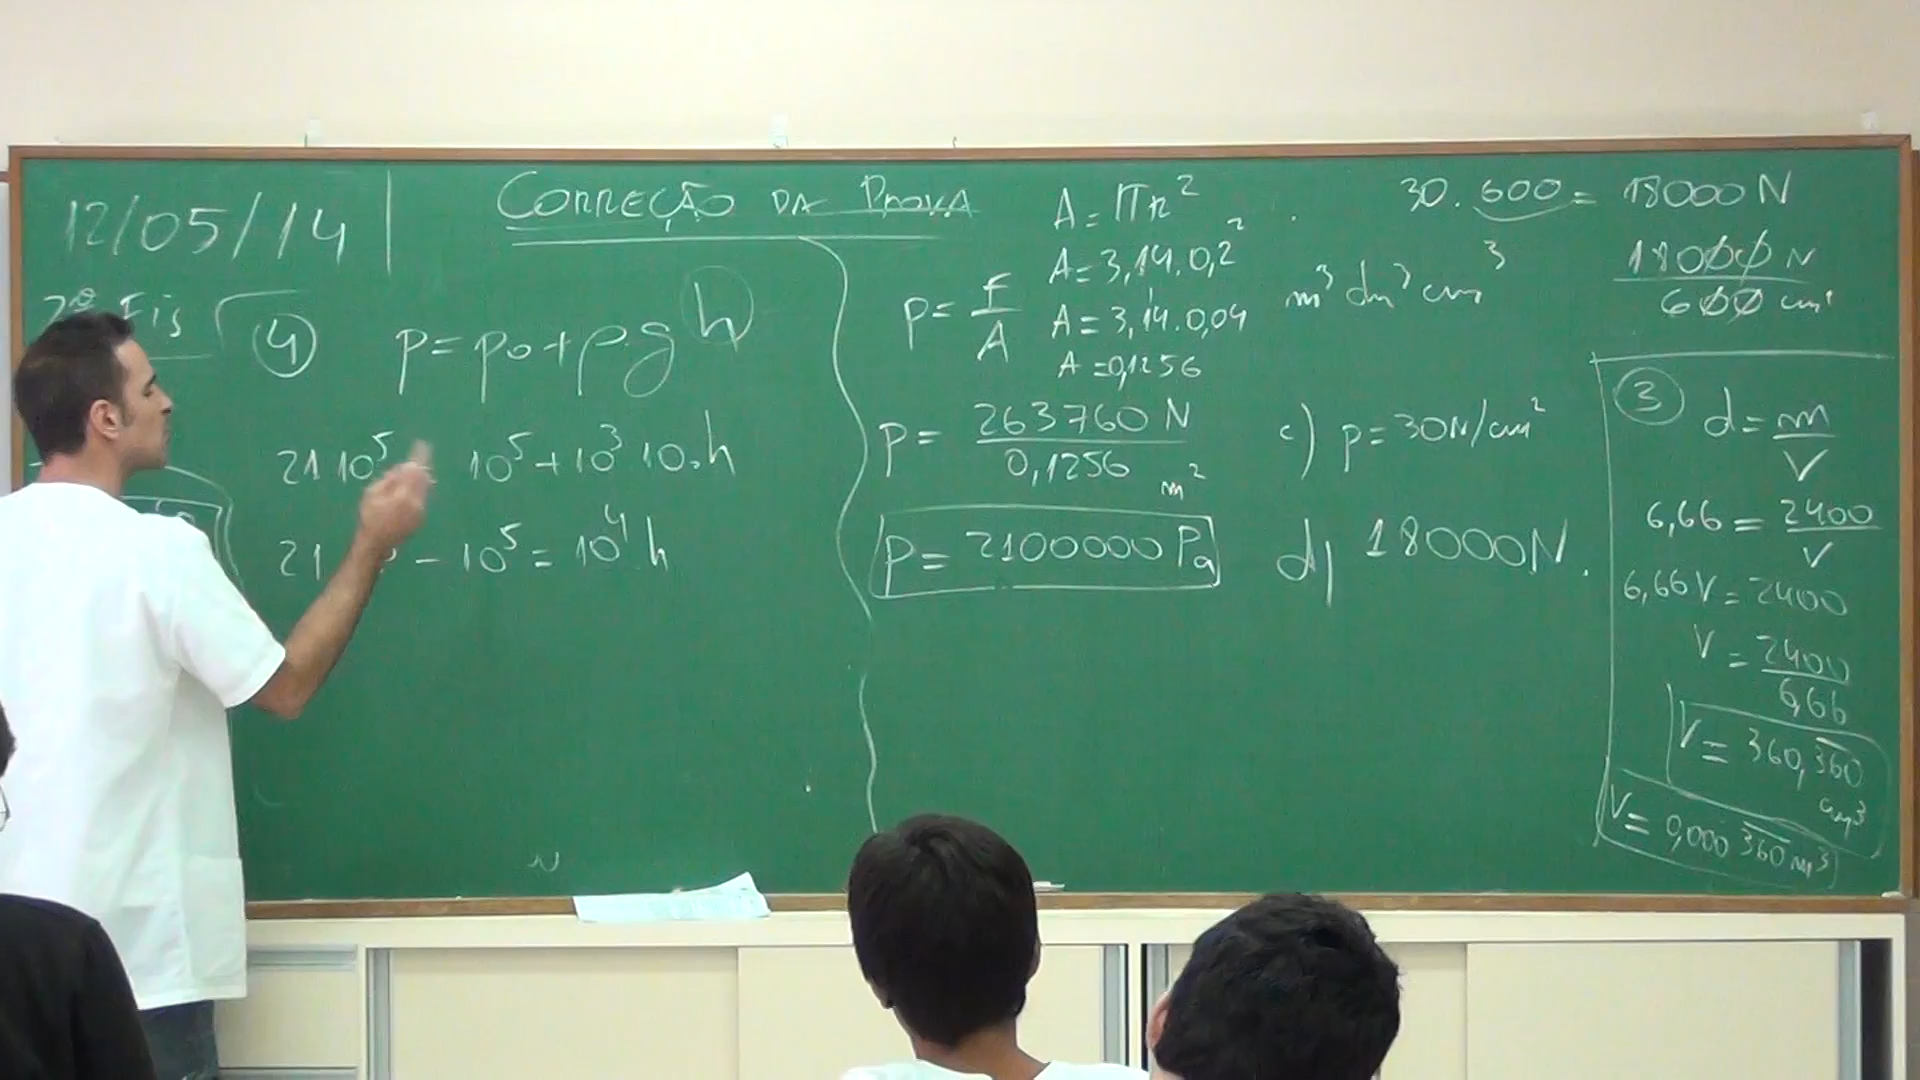 12/05/14
CORREÇÃO DA PROVA
2º Fis
4
p = p0 + ρ.g h
21 10⁵ = 10⁵ + 10³.10.h
21 - 10⁵ = 10⁴ h
A = πr²
A = 3,14.0,2²
A = 3,14.0,04
A = 0,1256
p = F/A
p = 263760 N / 0,1256 m²
p = 2100000 Pa
m³ dm³ cm³
30.600 = 18000 N
18000 N / 600 cm²
c) p = 30N/cm²
d) 18000N.
3
d = m/V
6,66 = 2400/V
6,66 V = 2400
V = 2400/6,66
V = 360,360 cm³
V = 0,000 360 m³